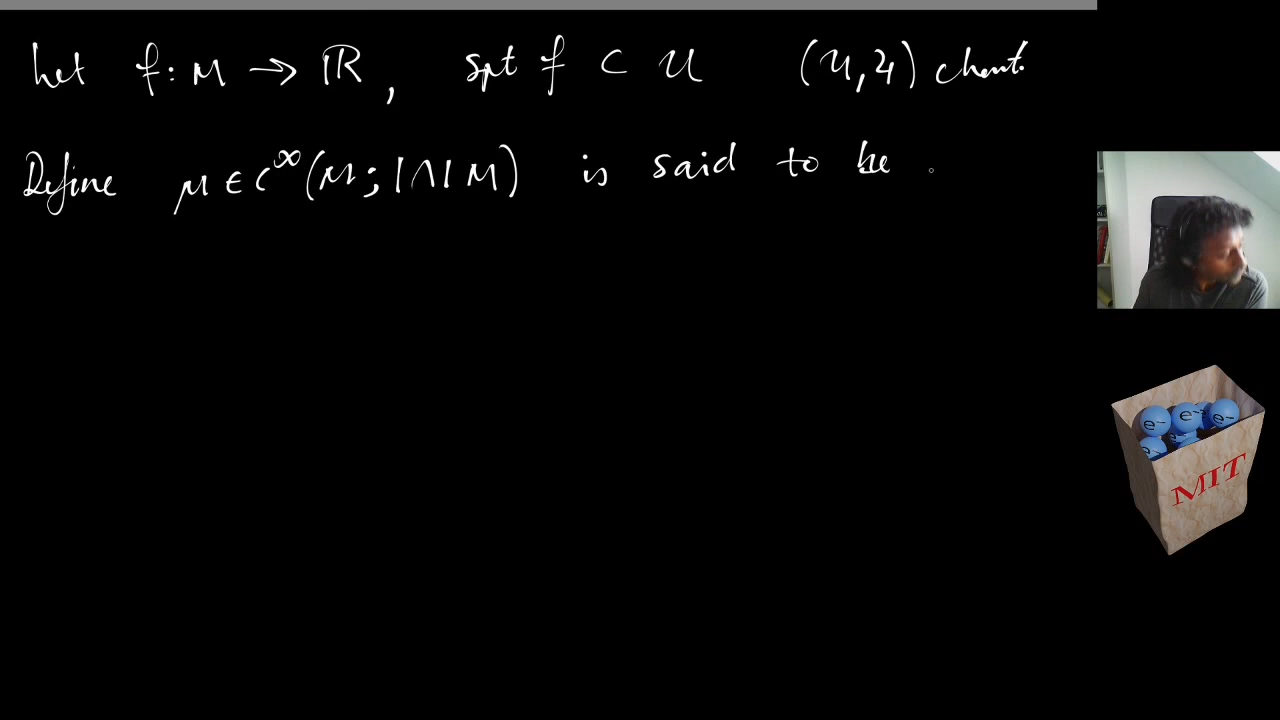 Let f: M → ℝ, spt f ⊂ U (U, ψ) chart.
Define μ ∈ C^∞(M; |Λ| M) is said to be
e-
e-
e-
e-
e-
MIT